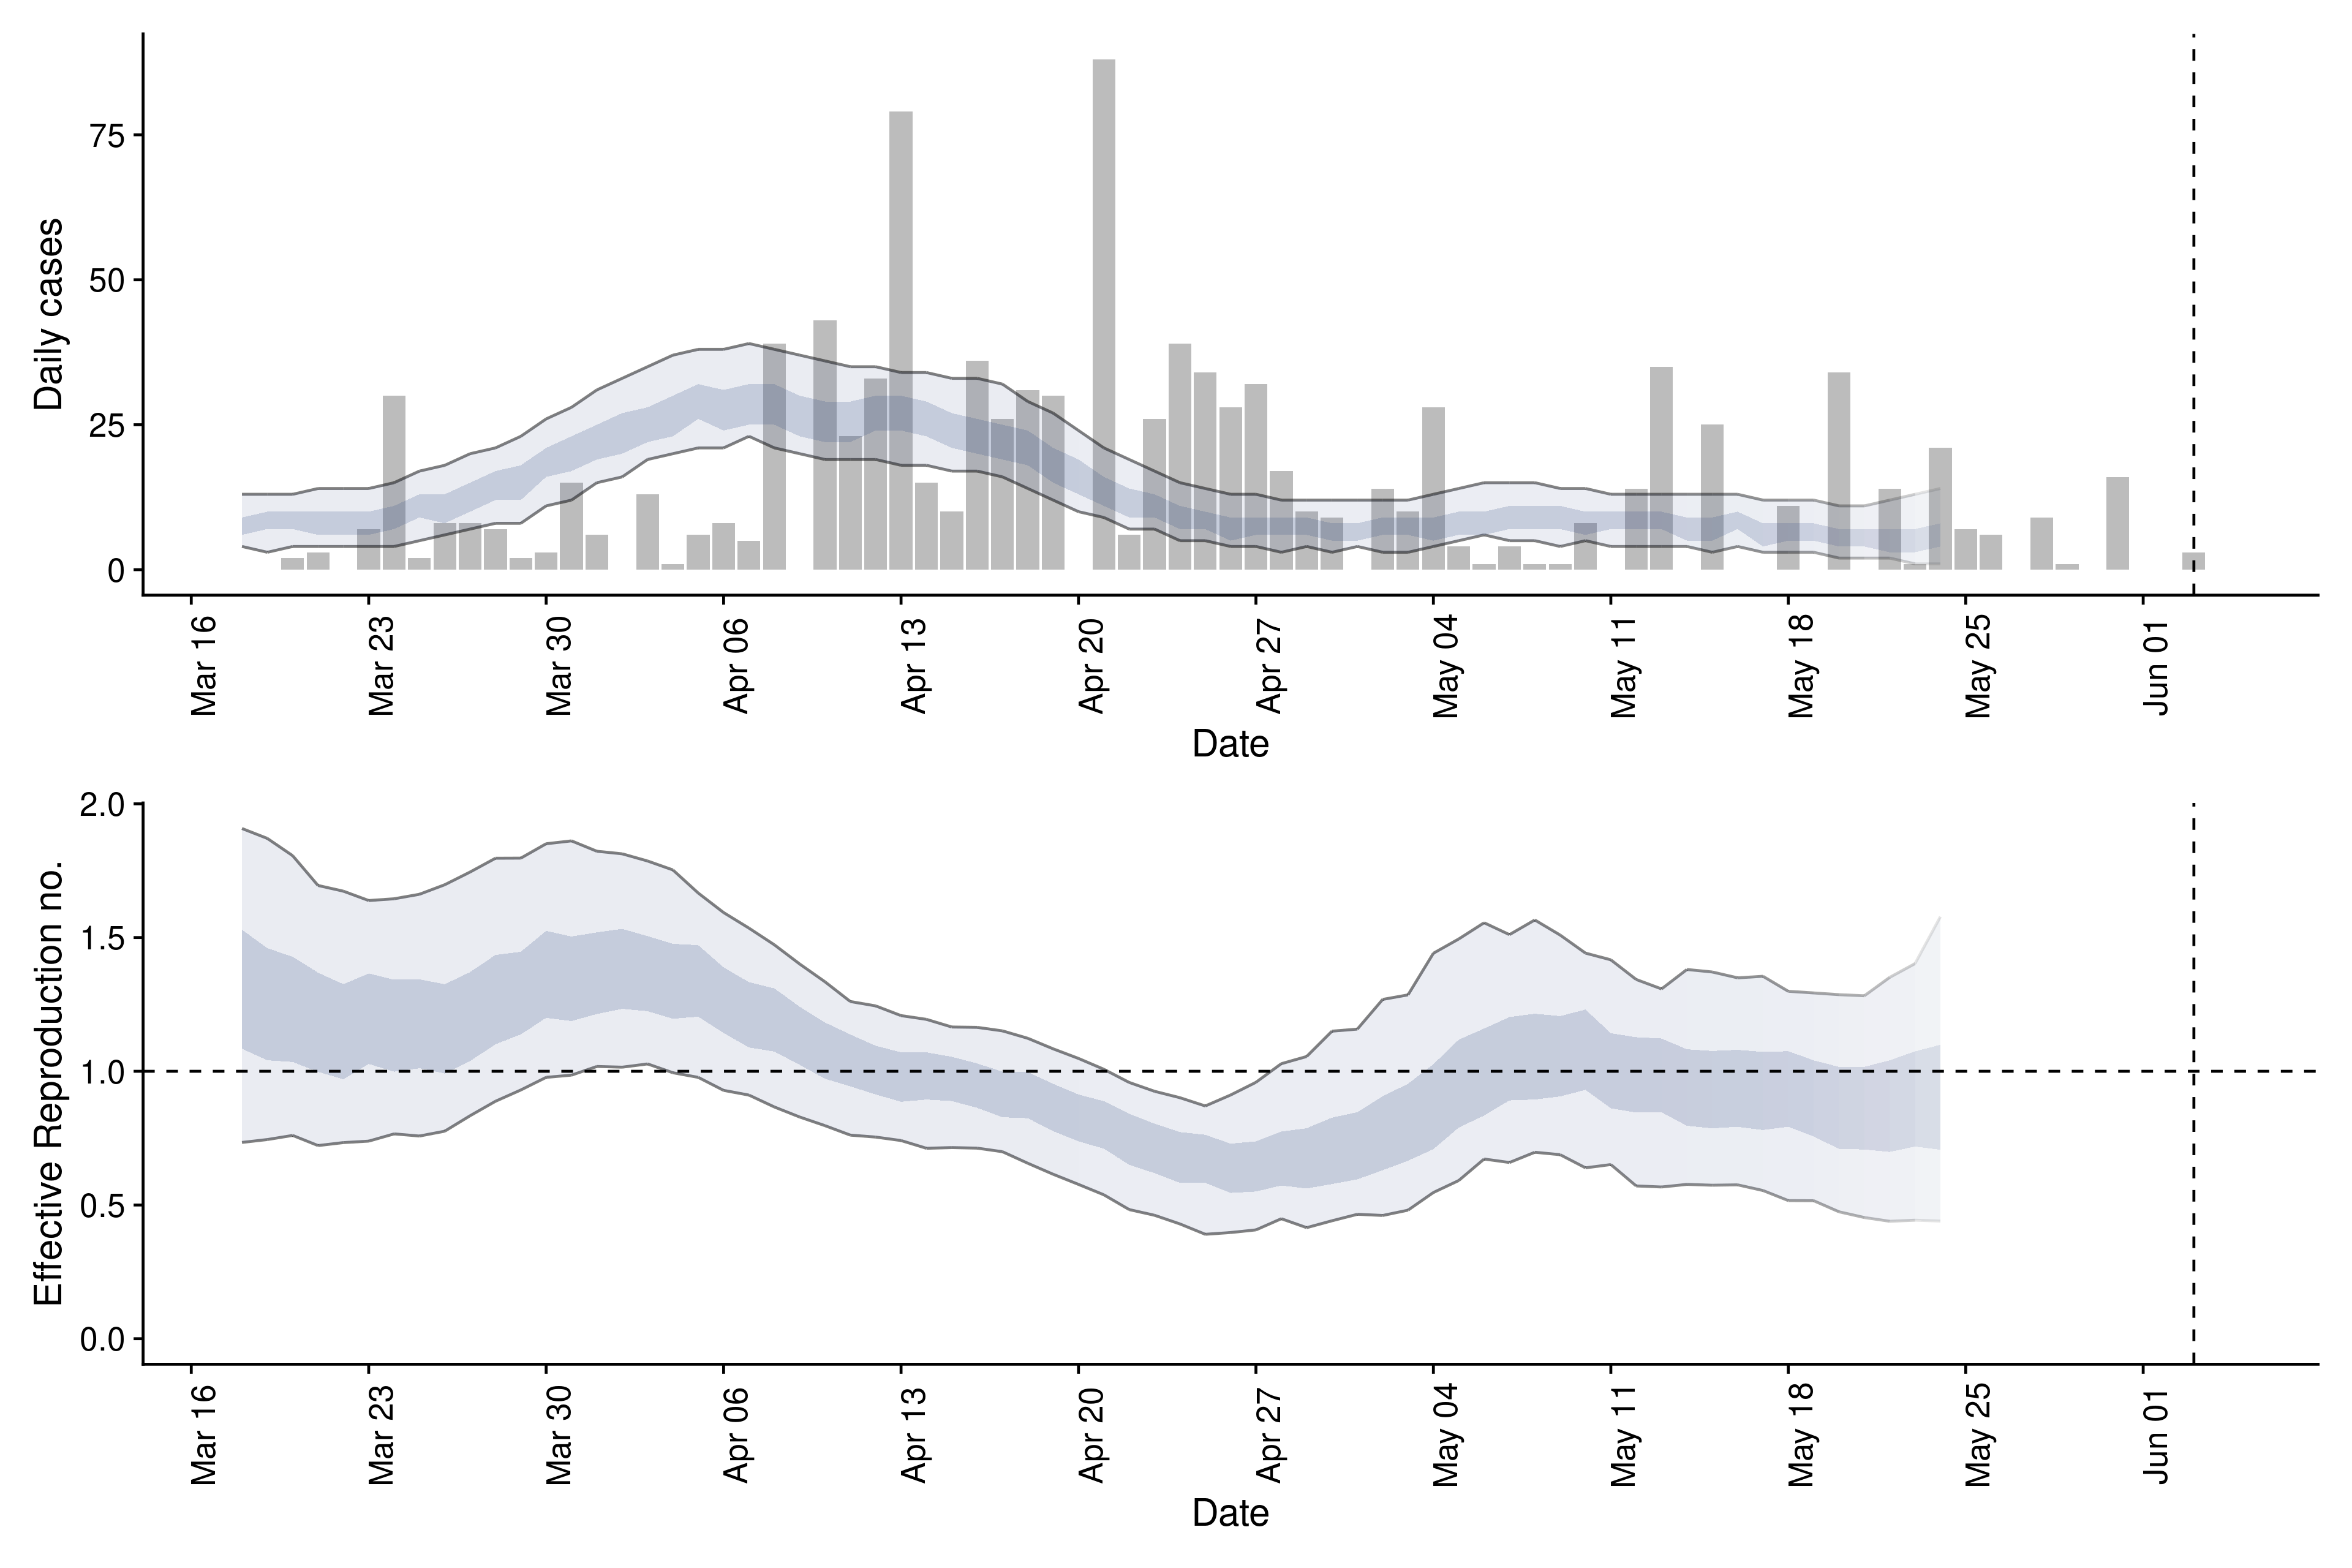 Daily cases
75
50
25
0
Mar 16
Mar 23
Mar 30
Apr 06
Apr 13
Apr 20
Apr 27
May 04
May 11
May 18
May 25
Jun 01
Date
Effective Reproduction no.
2.0
1.5
1.0
0.5
0.0
Mar 16
Mar 23
Mar 30
Apr 06
Apr 13
Apr 20
Apr 27
May 04
May 11
May 18
May 25
Jun 01
Date